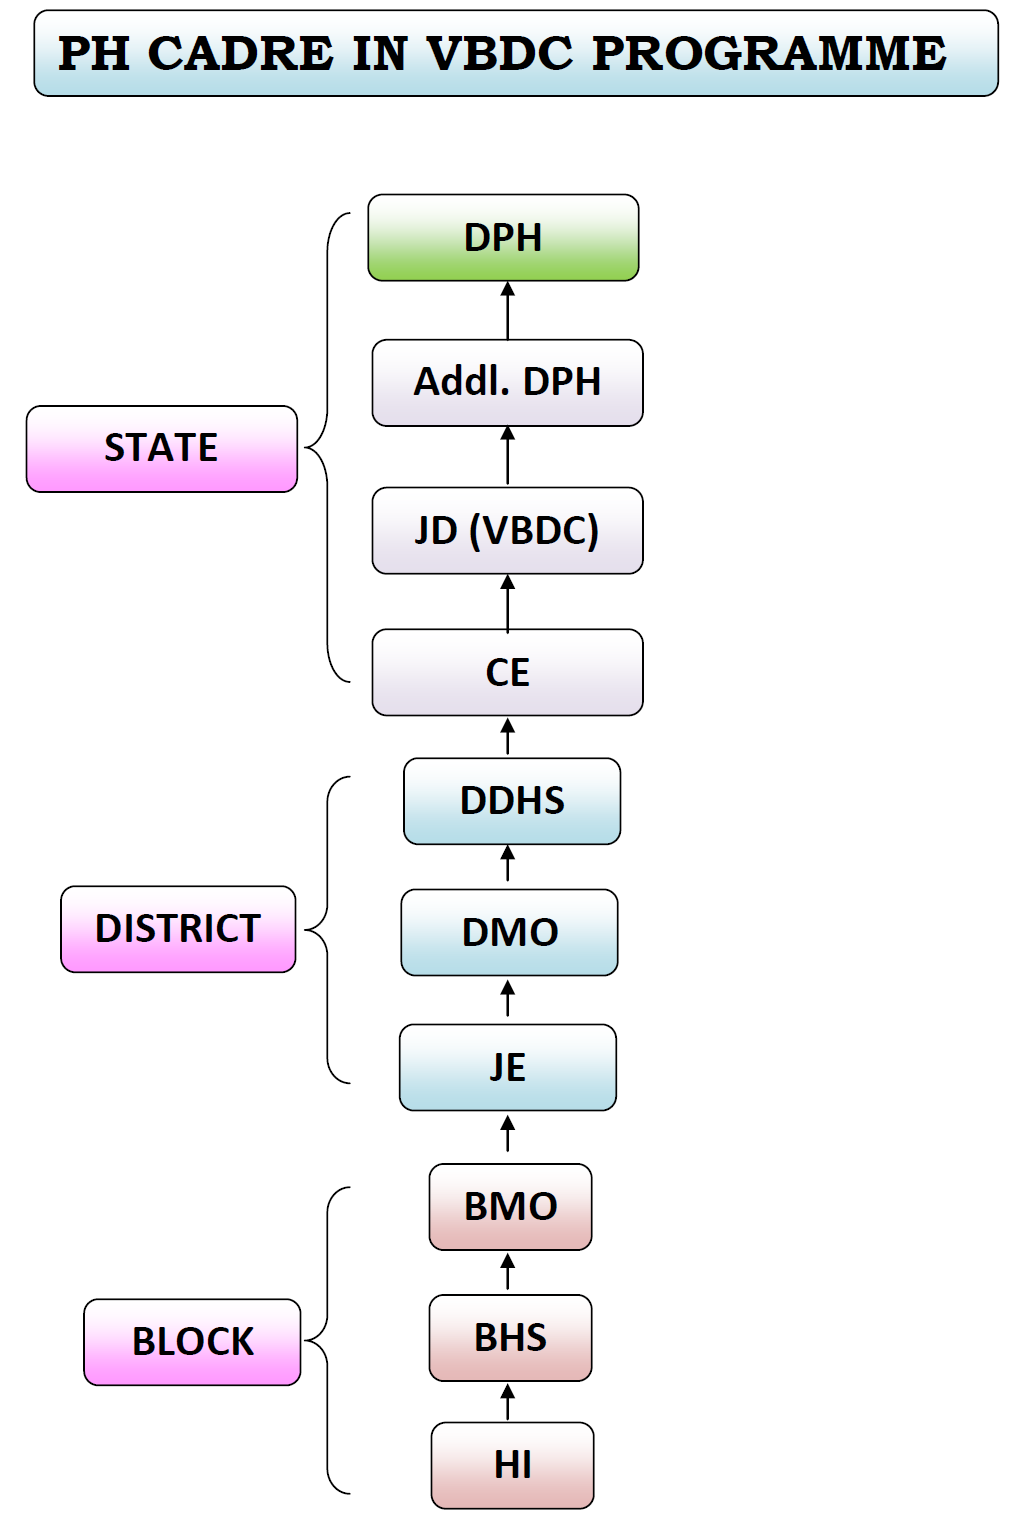 PH CADRE IN VBDC PROGRAMME
DPH
Addl. DPH
STATE
JD (VBDC)
CE
DDHS
DISTRICT
DMO
JE
BMO
BLOCK
BHS
HI